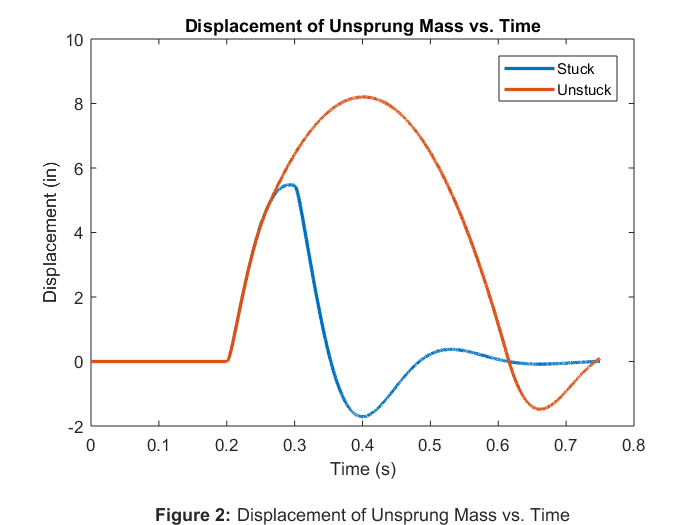 Displacement of Unsprung Mass vs. Time
10
8
6
4
2
0
-2
Displacement (in)
Stuck
Unstuck
0 0.1 0.2 0.3 0.4 0.5 0.6 0.7 0.8
Time (s)
Figure 2: Displacement of Unsprung Mass vs. Time